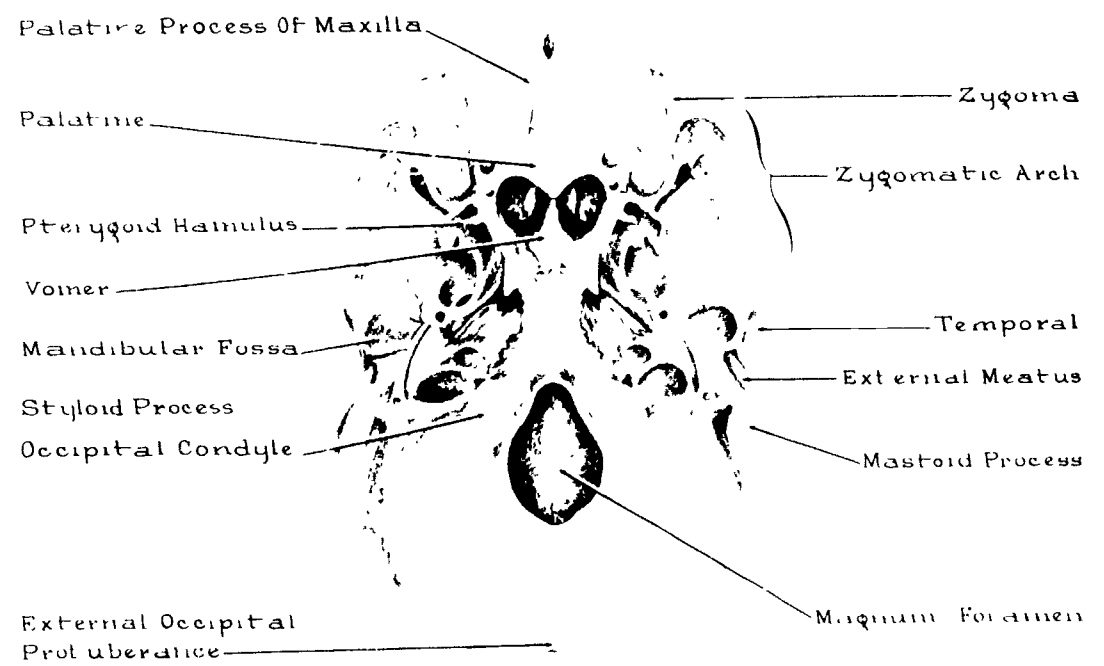 Palatine Process Of Maxilla
Palatine
Pterygoid Hamulus
Vomer
Mandibular Fossa
Styloid Process
Occipital Condyle
External Occipital
Protuberance
Zygoma
Zygomatic Arch
Temporal
External Meatus
Mastoid Process
Magnum Foramen